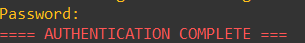 Password:
==== AUTHENTICATION COMPLETE ===